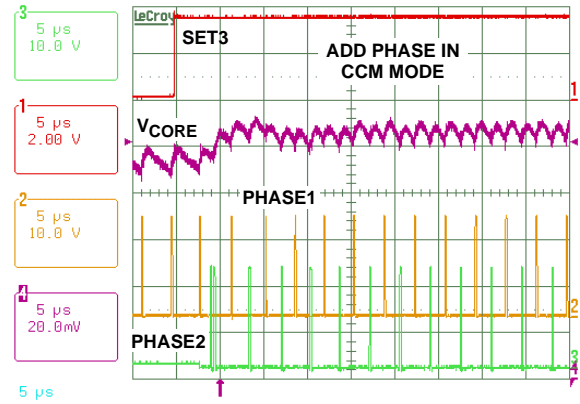 3
5 µs
10.0 V
LeCroy
SET3
ADD PHASE IN
CCM MODE
1
1
5 µs
2.00 V
VCORE
2
5 µs
10.0 V
PHASE1
2
4
5 µs
20.0mV
PHASE2
3
4
5 µs